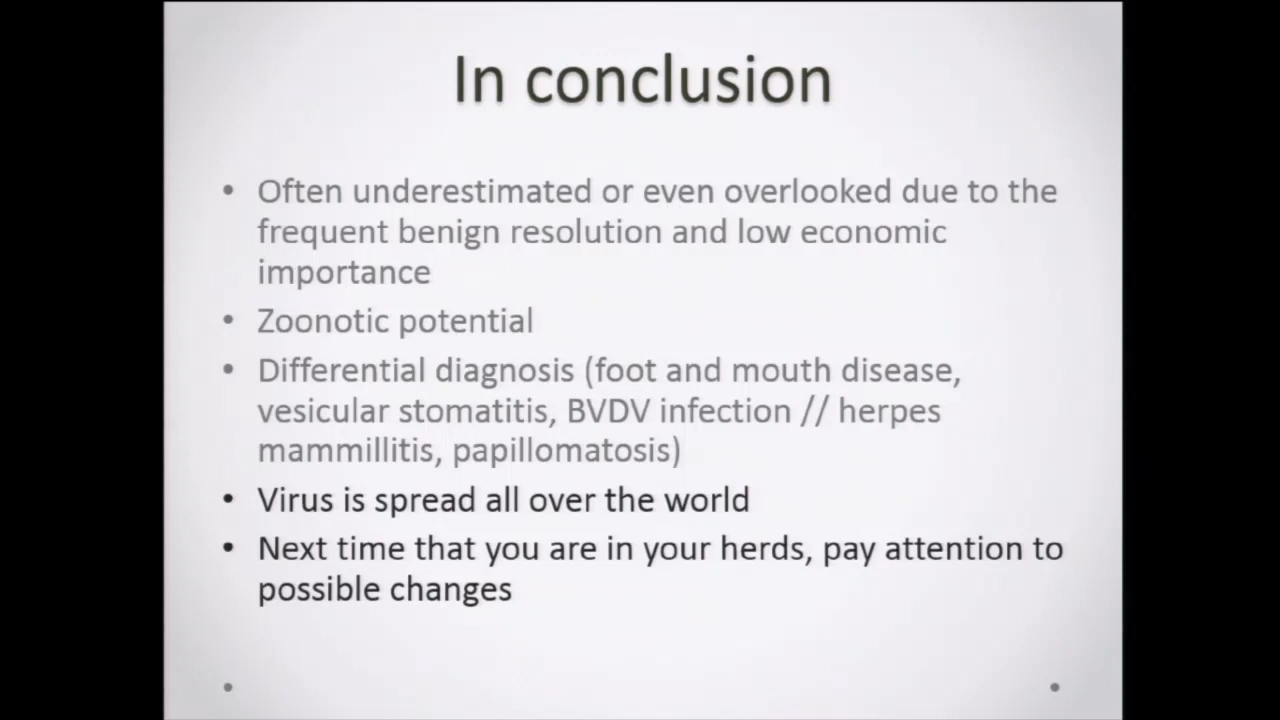 In conclusion
• Often underestimated or even overlooked due to the
frequent benign resolution and low economic
importance
• Zoonotic potential
• Differential diagnosis (foot and mouth disease,
vesicular stomatitis, BVDV infection // herpes
mammillitis, papillomatosis)
• Virus is spread all over the world
• Next time that you are in your herds, pay attention to
possible changes